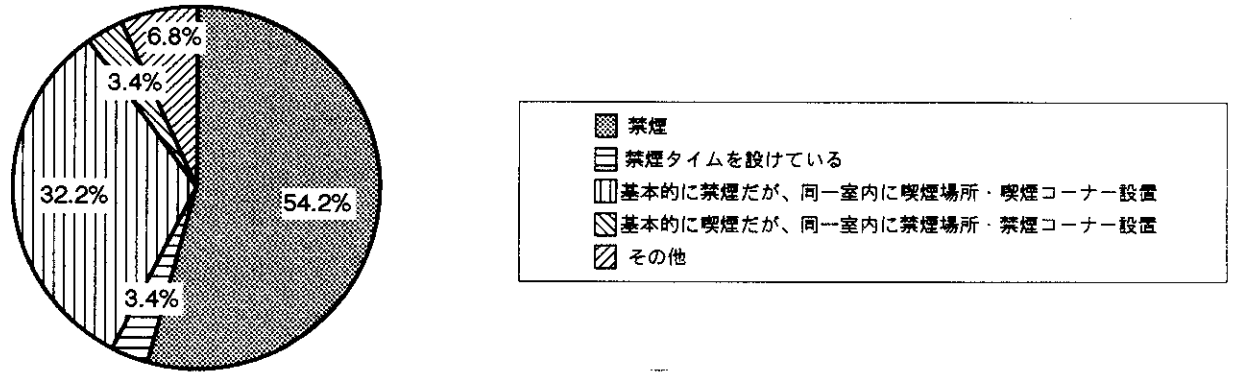 6.8%
3.4%
32.2%
54.2%
3.4%
禁煙
禁煙タイムを設けている
基本的に禁煙だが、同一室内に喫煙場所・喫煙コーナー設置
基本的に喫煙だが、同一室内に禁煙場所・禁煙コーナー設置
その他